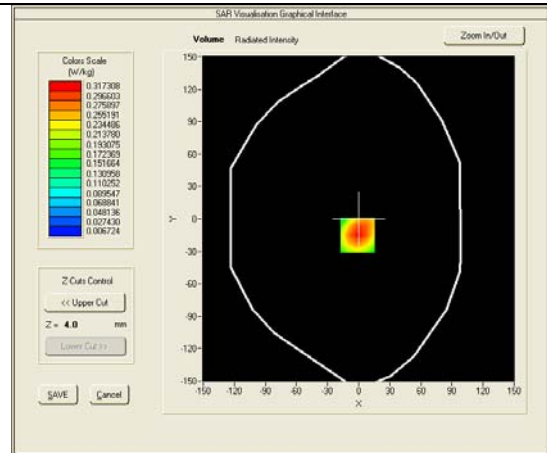 SAR Visualisation Graphical Interface
Volume Radiated Intensity
Zoom In/Out
Colors Scale
(W/kg)
0.317308
0.296603
0.275897
0.255191
0.234486
0.213780
0.193075
0.172369
0.151664
0.130958
0.110252
0.089547
0.068841
0.048136
0.027430
0.006724
Z Cuts Control
<< Upper Cut
Z = 4.0 mm
Lower Cut >>
SAVE
Cancel
150
120
90
60
30
0
-30
-60
-90
-120
-150
Y
-150 -120 -90 -60 -30 0 30 60 90 120 150
X